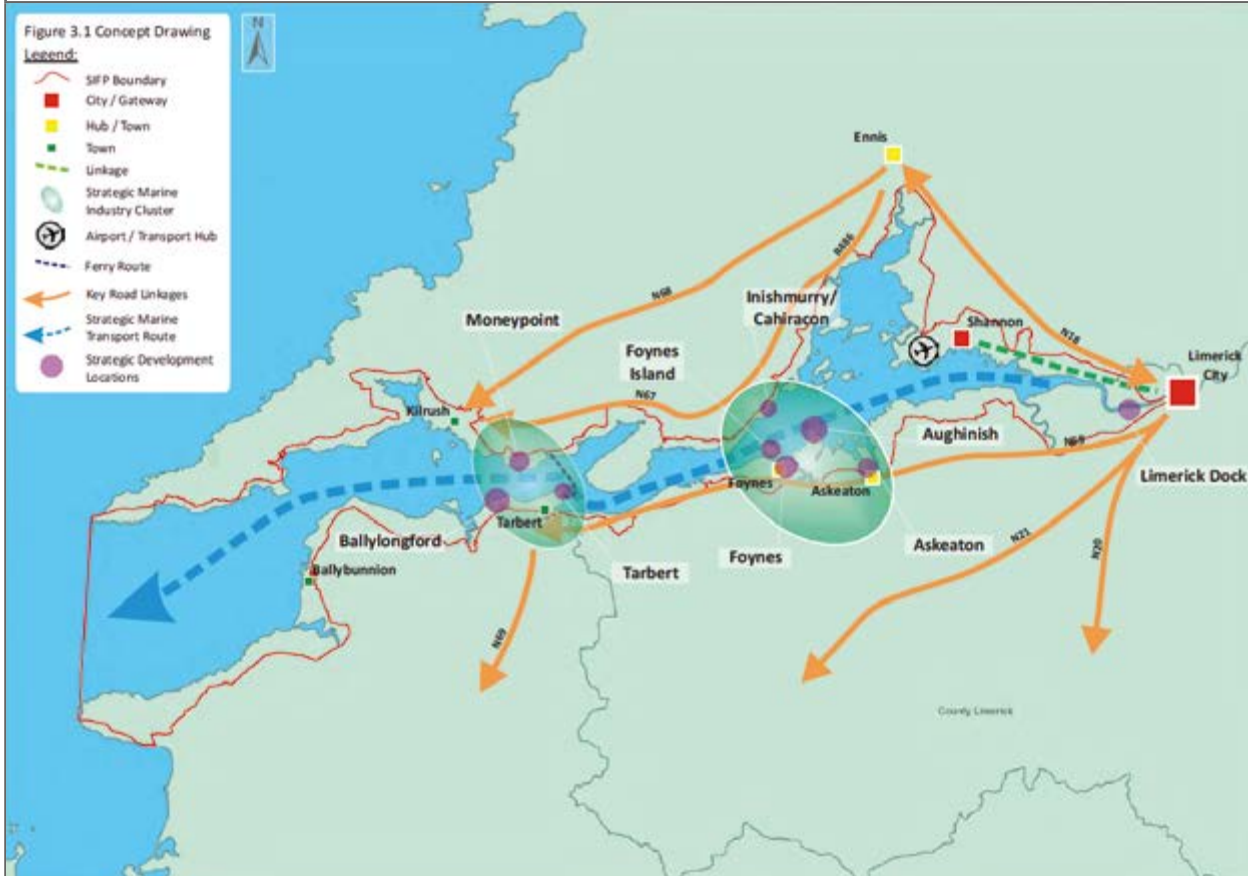 Figure 3.1 Concept Drawing
Legend:
SIFP Boundary
City / Gateway
Hub / Town
Town
Linkage
Strategic Marine
Industry Cluster
Airport / Transport Hub
Ferry Route
Key Road Linkages
Strategic Marine
Transport Route
Strategic Development
Locations
N
Ennis
R486
N68
Inishmurry/
Cahiracon
Moneypoint
Shannon
N18
Foynes
Island
Limerick
City
N67
Kilrush
Aughinish
N69
Foynes
Askeaton
Limerick Dock
Tarbert
Ballylongford
Foynes
Askeaton
N21
N20
Ballybunnion
Tarbert
N69
County Limerick